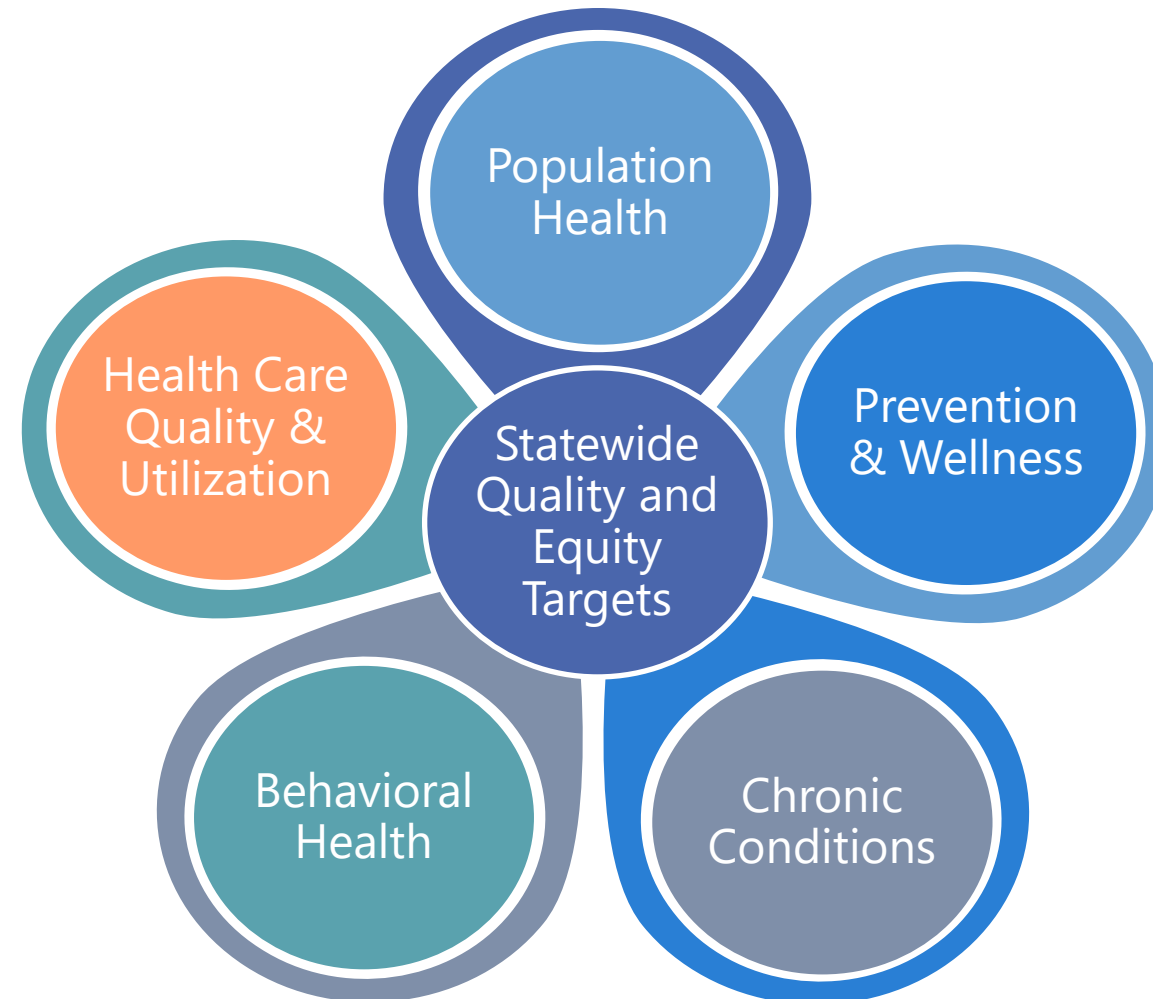 Population
Health
Prevention
& Wellness
Chronic
Conditions
Behavioral
Health
Health Care
Quality &
Utilization
Statewide
Quality and
Equity
Targets